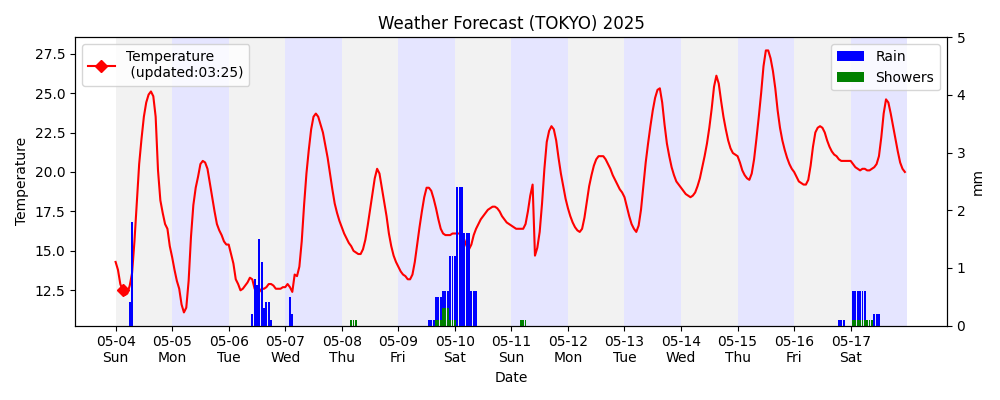 Weather Forecast (TOKYO) 2025
Temperature
(updated:03:25)
Rain
Showers
27.5
25.0
22.5
20.0
17.5
15.0
12.5
Temperature
5
4
3
2
1
0
mm
05-04 05-05 05-06 05-07 05-08 05-09 05-10 05-11 05-12 05-13 05-14 05-15 05-16 05-17
Sun Mon Tue Wed Thu Fri Sat Sun Mon Tue Wed Thu Fri Sat
Date